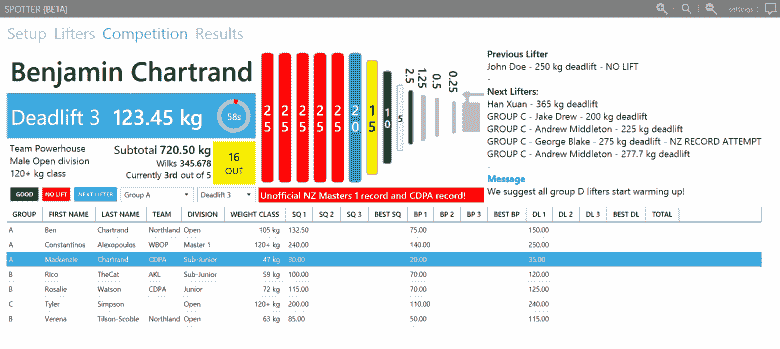 SPOTTER {BETA}
settings
Setup Lifters Competition Results
Benjamin Chartrand
Deadlift 3 123.45 kg 58s
Team Powerhouse
Male Open division
120+ kg class
Subtotal 720.50 kg
Wilks 345.678
Currently 3rd out of 5
16
OUT
GOOD NO LIFT NEXT LIFTER Group A Deadlift 3
25 25 25 25 25 20 15 10 5 2.5 1.25 0.5 0.25
Unofficial NZ Masters 1 record and CDPA record!
Previous Lifter
John Doe - 250 kg deadlift - NO LIFT
-
Next Lifters:
Han Xuan - 365 kg deadlift
GROUP C - Jake Drew - 200 kg deadlift
GROUP C - Andrew Middleton - 225 kg deadlift
GROUP C - George Blake - 275 kg deadlift - NZ RECORD ATTEMPT
GROUP C - Andrew Middleton - 277.7 kg deadlift
-
Message
We suggest all group D lifters start warming up!
GROUP FIRST NAME LAST NAME TEAM DIVISION WEIGHT CLASS SQ 1 SQ 2 SQ 3 BEST SQ BP 1 BP 2 BP 3 BEST BP DL 1 DL 2 DL 3 BEST DL TOTAL
A Ben Chartrand Northland Open 105 kg 132.50 75.00 150.00
A Constantinos Alexopoulos WBOP Master 1 120+ kg 240.00 140.00 250.00
A Mackenzie Chartrand CDPA Sub-Junior 47 kg 30.00 20.00 35.00
B Rico TheCat AKL Sub-Junior 59 kg 100.00 70.00 120.00
B Rosalie Watson CDPA Junior 72 kg 115.00 70.00 125.00
C Tyler Simpson Open 120+ kg 200.00 110.00 240.00
B Verena Tilson-Scoble Northland Open 63 kg 85.00 50.00 115.00